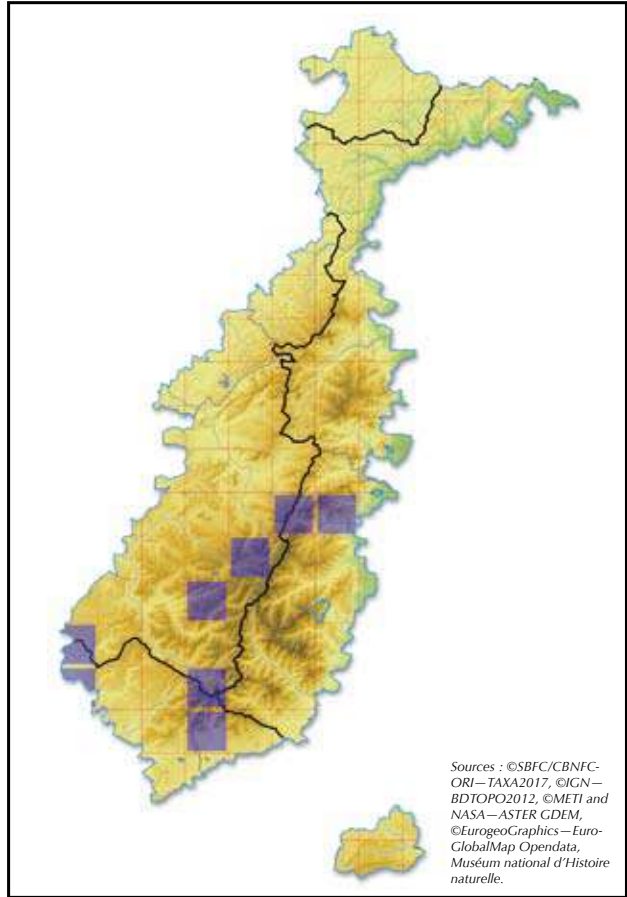 Sources : ©SBFC/CBNFC-
ORI—TAXA2017, ©IGN—
BDTOPO2012, ©METI and
NASA—ASTER GDEM,
©EurogeoGraphics—Euro-
GlobalMap Opendata,
Muséum national d'Histoire
naturelle.